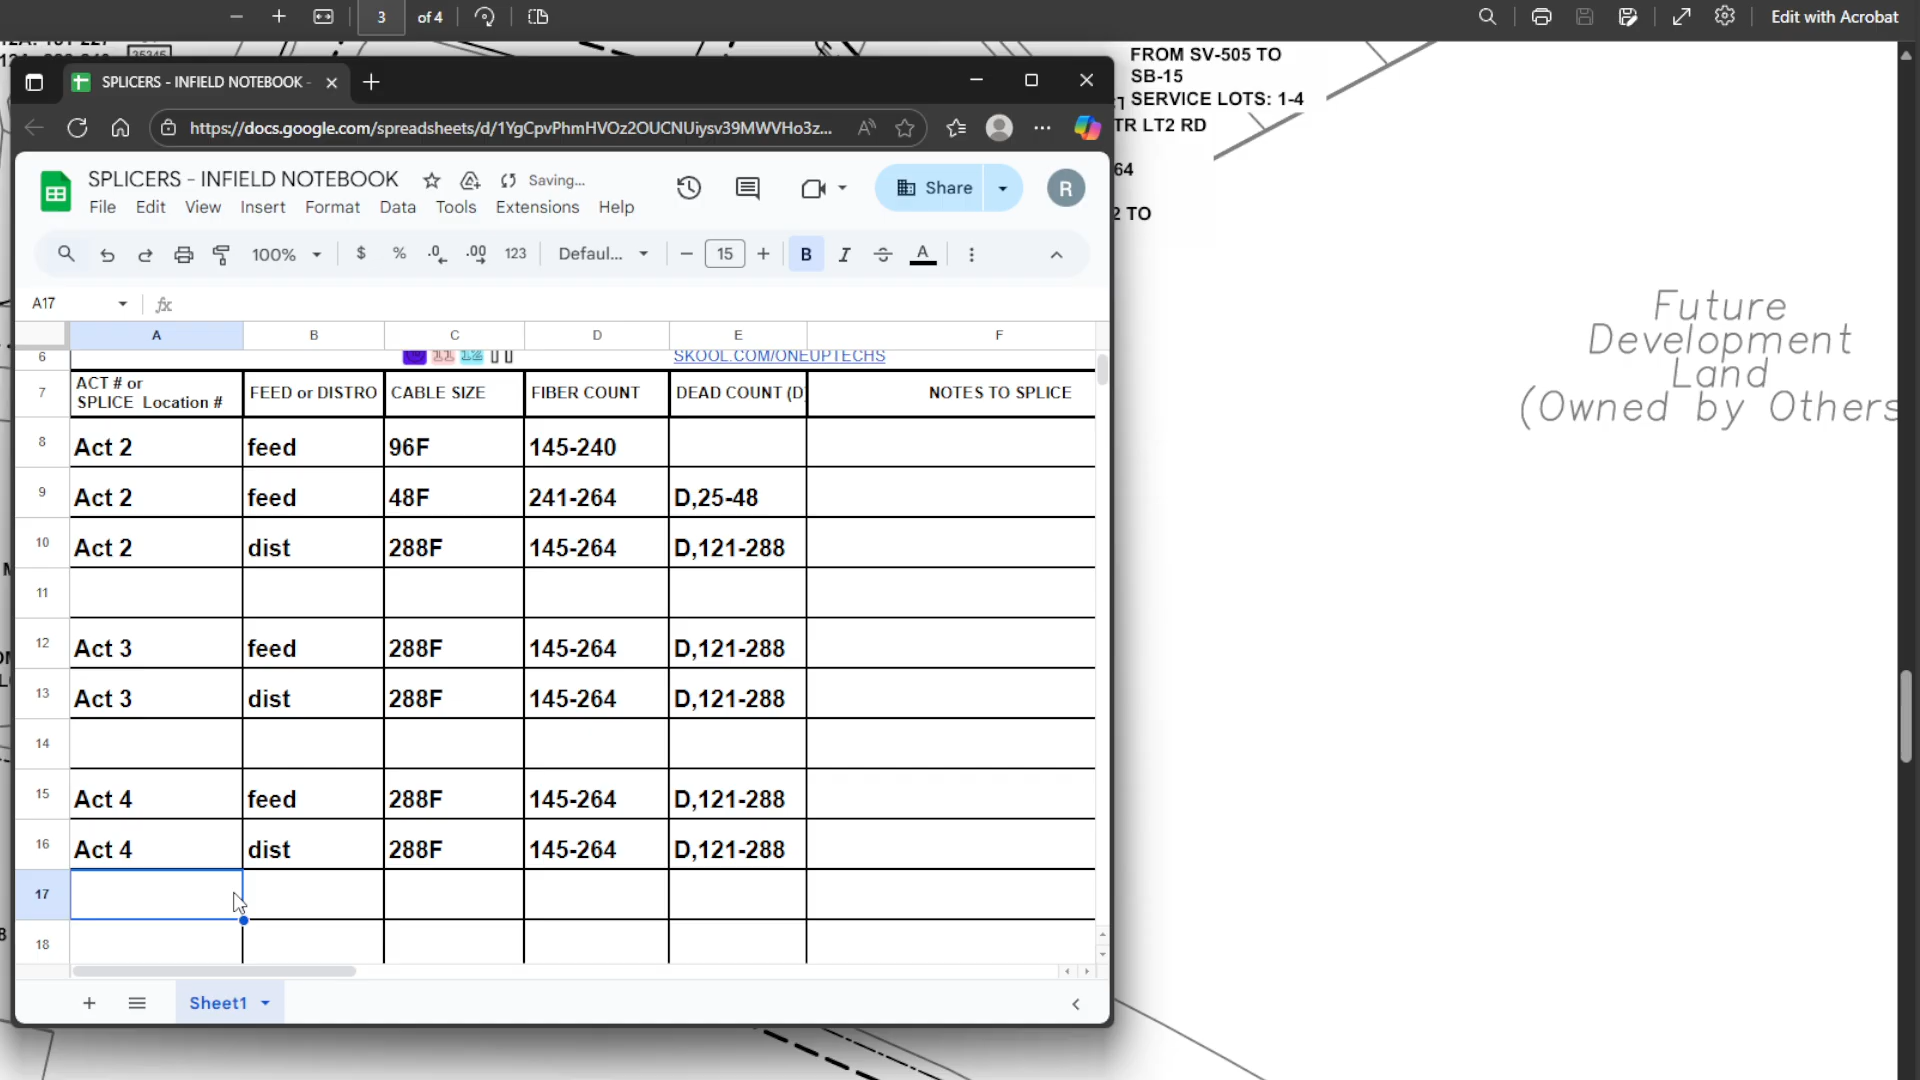 3 of 4
Edit with Acrobat
35345
FROM SV-505 TO
SB-15
SERVICE LOTS: 1-4
TR LT2 RD
64
2 TO
Future
Development
Land
(Owned by Others
SPLICERS - INFIELD NOTEBOOK -
https://docs.google.com/spreadsheets/d/1YgCpvPhmHVOz2OUCNUiysv39MWVHo3z...
SPLICERS - INFIELD NOTEBOOK
Saving...
Share
R
File Edit View Insert Format Data Tools Extensions Help
100% $ % .0 .00 123 Defaul... 15 B I S A
A17 fx
A B C D E F
6 11 12 SKOOL.COM/ONEUPTECHS
7 ACT # or
SPLICE Location # FEED or DISTRO CABLE SIZE FIBER COUNT DEAD COUNT (D NOTES TO SPLICE
8 Act 2 feed 96F 145-240
9 Act 2 feed 48F 241-264 D,25-48
10 Act 2 dist 288F 145-264 D,121-288
11
12 Act 3 feed 288F 145-264 D,121-288
13 Act 3 dist 288F 145-264 D,121-288
14
15 Act 4 feed 288F 145-264 D,121-288
16 Act 4 dist 288F 145-264 D,121-288
17
18
Sheet1